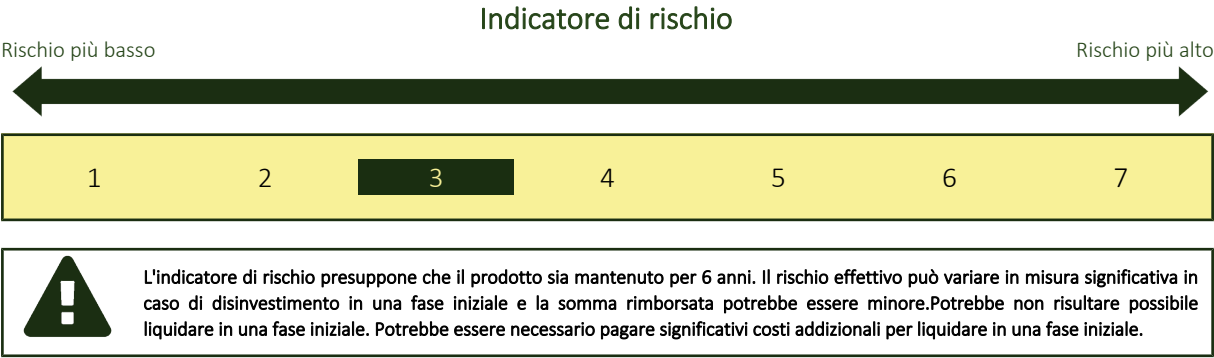 Indicatore di rischio
Rischio più basso
Rischio più alto
1 2 3 4 5 6 7
L'indicatore di rischio presuppone che il prodotto sia mantenuto per 6 anni. Il rischio effettivo può variare in misura significativa in
caso di disinvestimento in una fase iniziale e la somma rimborsata potrebbe essere minore.Potrebbe non risultare possibile
liquidare in una fase iniziale. Potrebbe essere necessario pagare significativi costi addizionali per liquidare in una fase iniziale.